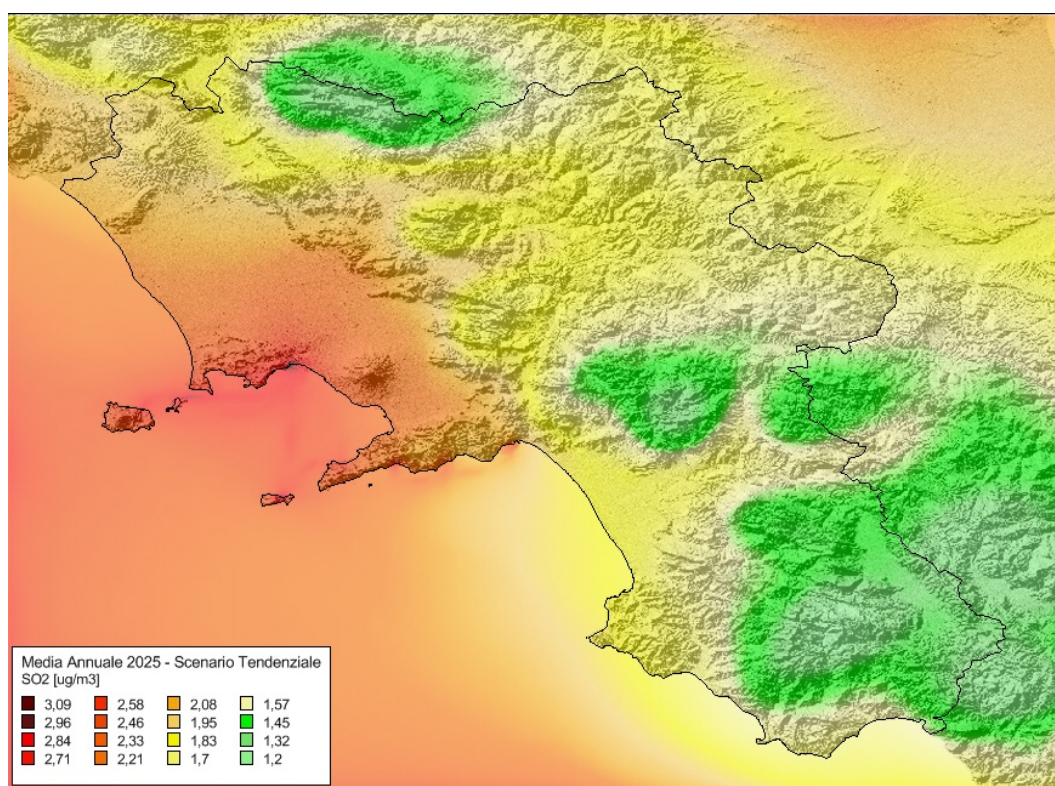 Media Annuale 2025 - Scenario Tendenziale
SO2 [ug/m3]
3,09 2,58 2,08 1,57
2,96 2,46 1,95 1,45
2,84 2,33 1,83 1,32
2,71 2,21 1,7 1,2